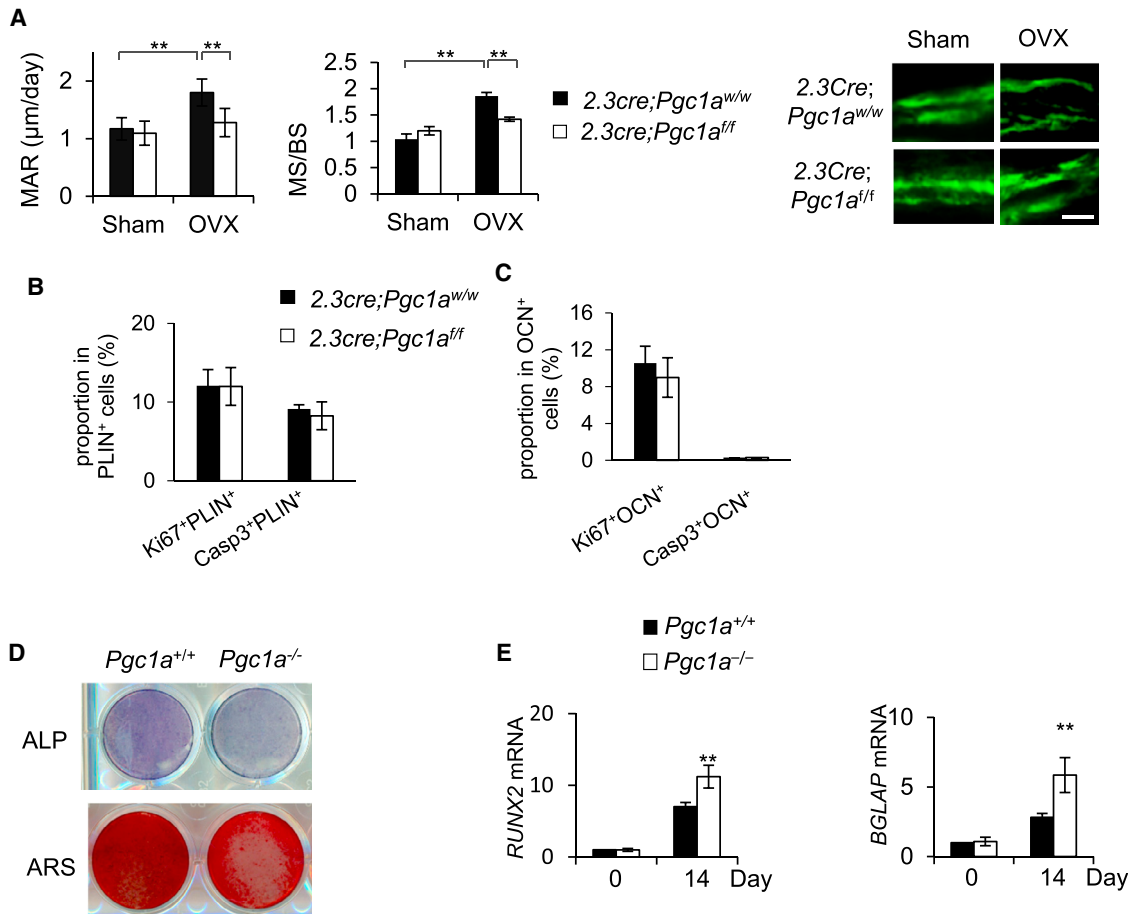 A
MAR (µm/day)
2
1
0
Sham OVX
** **
MS/BS
2.5
2
1.5
1
0.5
0
Sham OVX
** **
2.3cre;Pgc1a^w/w
2.3cre;Pgc1a^f/f
Sham OVX
2.3Cre;
Pgc1a^w/w
2.3Cre;
Pgc1a^f/f
B
2.3cre;Pgc1a^w/w
2.3cre;Pgc1a^f/f
proportion in
PLIN⁺ cells (%)
20
10
0
Ki67⁺PLIN⁺
Casp3⁺PLIN⁺
C
proportion in OCN⁺
cells (%)
16
12
8
4
0
Ki67⁺OCN⁺
Casp3⁺OCN⁺
D
Pgc1a⁺/⁺ Pgc1a⁻/⁻
ALP
ARS
E
Pgc1a⁺/⁺
Pgc1a⁻/⁻
RUNX2 mRNA
20
10
0
**
0 14 Day
BGLAP mRNA
10
5
0
**
0 14 Day